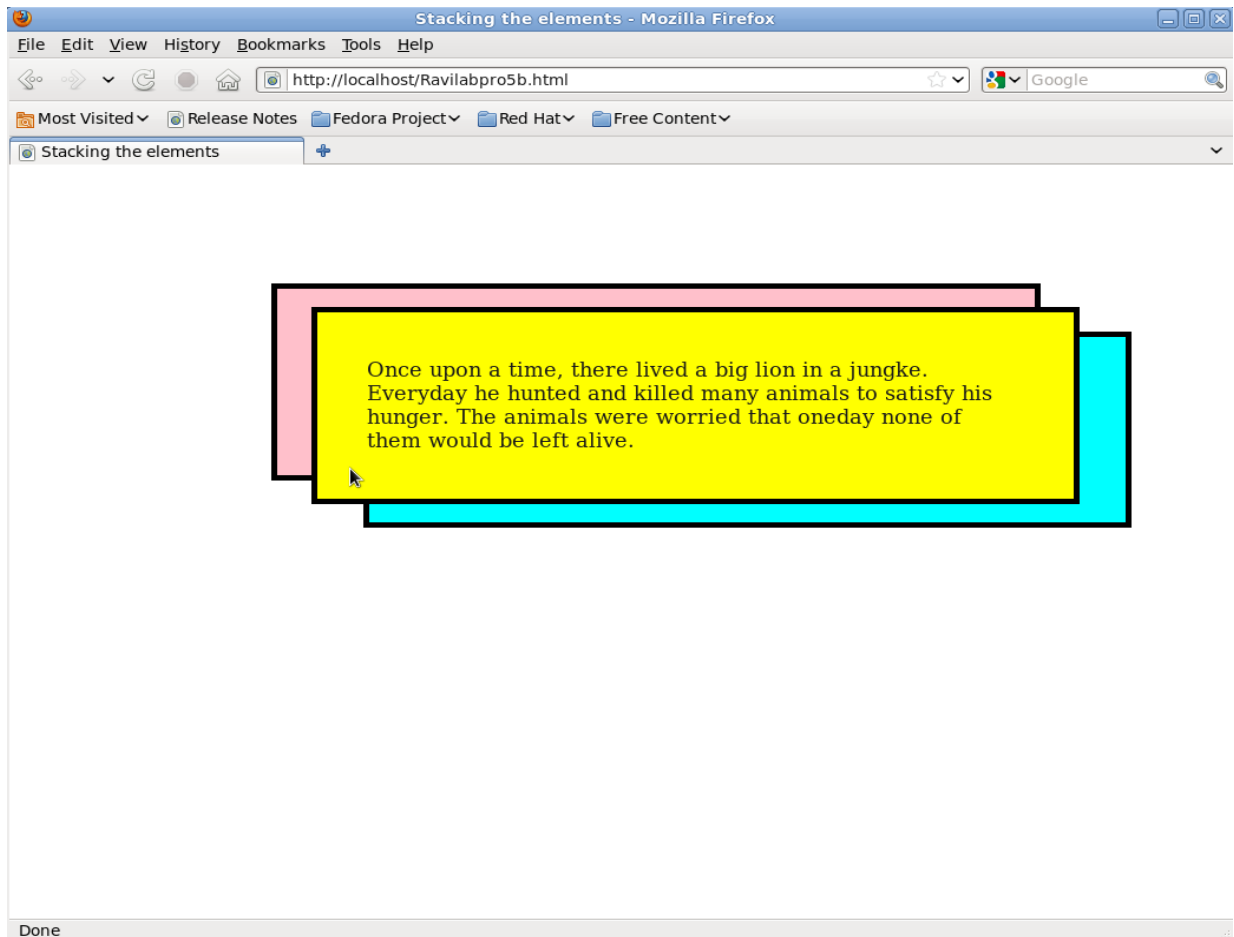 Stacking the elements - Mozilla Firefox
File Edit View History Bookmarks Tools Help
http://localhost/Ravilabpro5b.html Google
Most Visited Release Notes Fedora Project Red Hat Free Content
Stacking the elements
Once upon a time, there lived a big lion in a jungke.
Everyday he hunted and killed many animals to satisfy his
hunger. The animals were worried that oneday none of
them would be left alive.
Done